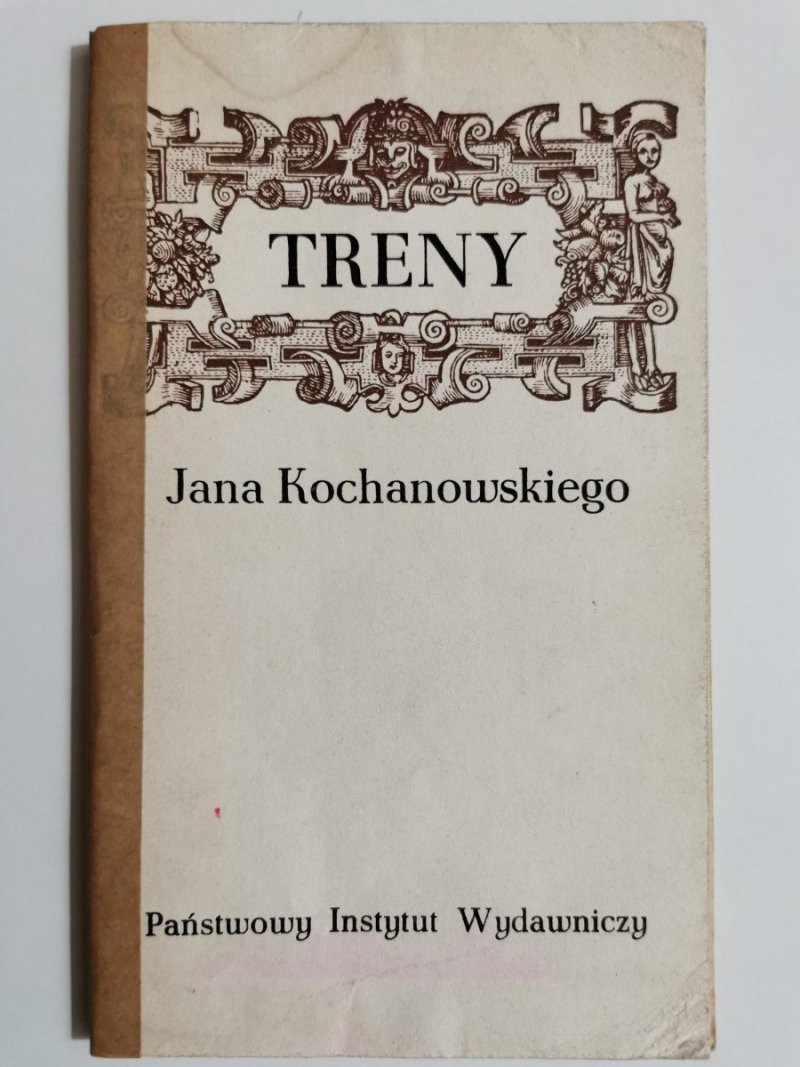 TRENY
Jana Kochanowskiego
Państwowy Instytut Wydawniczy